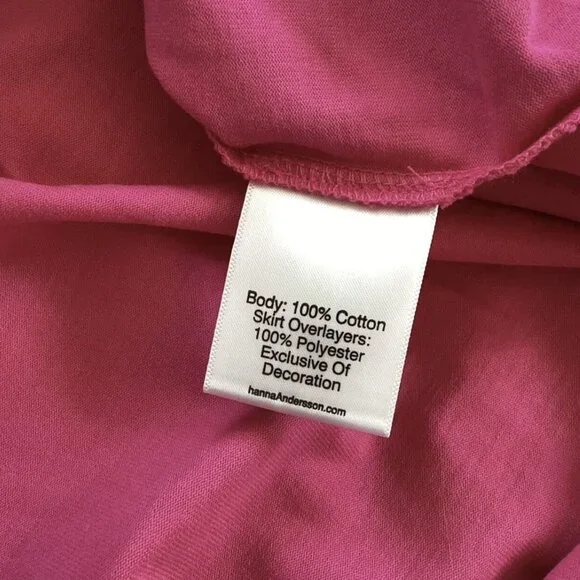 Body: 100% Cotton
Skirt Overlayers:
100% Polyester
Exclusive Of
Decoration
hannaAndersson.com